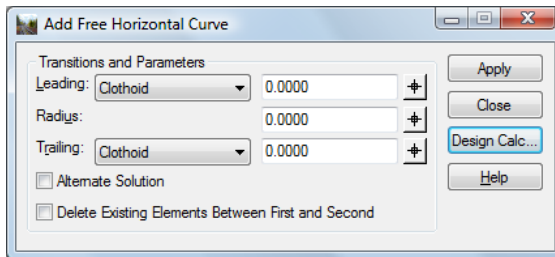 Add Free Horizontal Curve
Transitions and Parameters
Leading: Clothoid 0.0000
Radius: 0.0000
Trailing: Clothoid 0.0000
Alternate Solution
Delete Existing Elements Between First and Second
Apply
Close
Design Calc...
Help